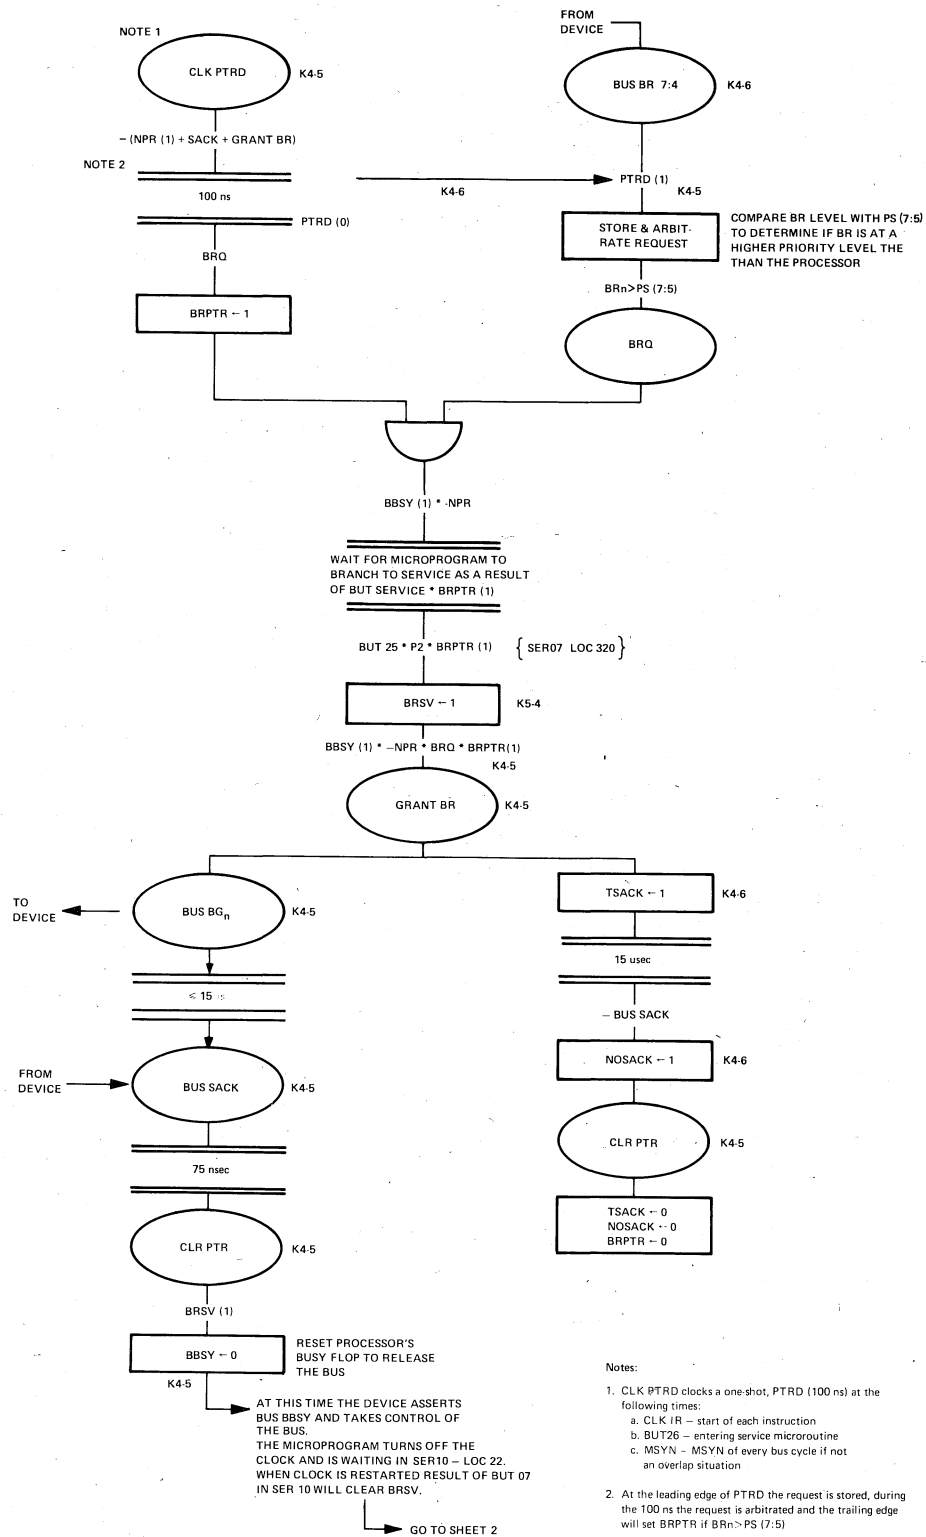 NOTE 1
CLK PTRD
K4-5
– (NPR (1) + SACK + GRANT BR)
NOTE 2
100 ns
PTRD (0)
BRQ
BRPTR ← 1
FROM
DEVICE
BUS BR 7:4
K4-6
K4-6
PTRD (1)
K4-5
STORE & ARBIT-
RATE REQUEST
COMPARE BR LEVEL WITH PS (7:5)
TO DETERMINE IF BR IS AT A
HIGHER PRIORITY LEVEL THE
THAN THE PROCESSOR
BRn>PS (7:5)
BRQ
BBSY (1) * -NPR
WAIT FOR MICROPROGRAM TO
BRANCH TO SERVICE AS A RESULT
OF BUT SERVICE * BRPTR (1)
BUT 25 * P2 * BRPTR (1)
{ SER07 LOC 320 }
BRSV ← 1
K5-4
BBSY (1) * –NPR * BRQ * BRPTR(1)
K4-5
GRANT BR
K4-5
TO
DEVICE
BUS BGn
K4-5
≤ 15
FROM
DEVICE
BUS SACK
K4-5
75 nsec
CLR PTR
K4-5
BRSV (1)
BBSY ← 0
K4-5
RESET PROCESSOR'S
BUSY FLOP TO RELEASE
THE BUS
AT THIS TIME THE DEVICE ASSERTS
BUS BBSY AND TAKES CONTROL OF
THE BUS.
THE MICROPROGRAM TURNS OFF THE
CLOCK AND IS WAITING IN SER10 – LOC 22.
WHEN CLOCK IS RESTARTED RESULT OF BUT 07
IN SER 10 WILL CLEAR BRSV.
GO TO SHEET 2
TSACK ← 1
K4-6
15 usec
– BUS SACK
NOSACK ← 1
K4-6
CLR PTR
K4-5
TSACK ← 0
NOSACK ← 0
BRPTR ← 0
Notes:
1. CLK PTRD clocks a one-shot, PTRD (100 ns) at the
following times:
a. CLK IR – start of each instruction
b. BUT26 – entering service microroutine
c. MSYN – MSYN of every bus cycle if not
an overlap situation
2. At the leading edge of PTRD the request is stored, during
the 100 ns the request is arbitrated and the trailing edge
will set BRPTR if BRn>PS (7:5)